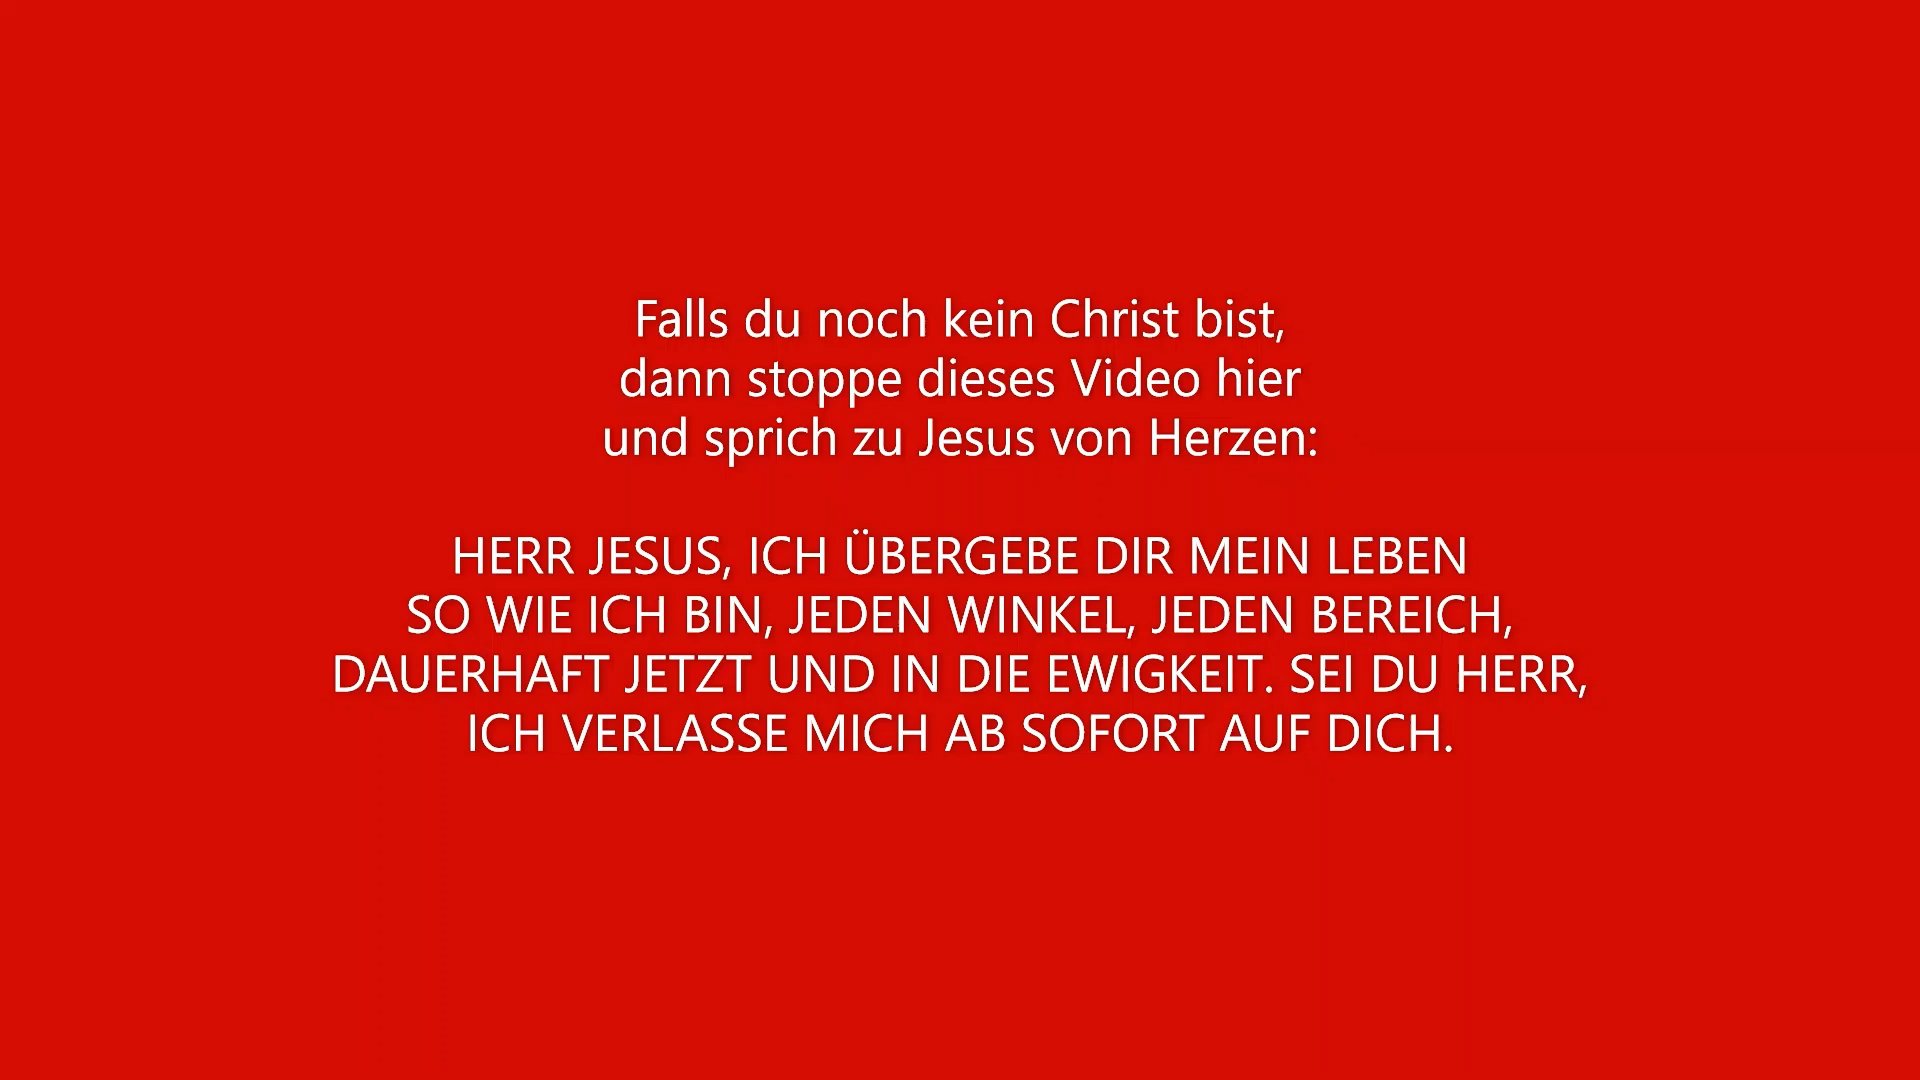 Falls du noch kein Christ bist,
dann stoppe dieses Video hier
und sprich zu Jesus von Herzen:
HERR JESUS, ICH ÜBERGEBE DIR MEIN LEBEN
SO WIE ICH BIN, JEDEN WINKEL, JEDEN BEREICH,
DAUERHAFT JETZT UND IN DIE EWIGKEIT. SEI DU HERR,
ICH VERLASSE MICH AB SOFORT AUF DICH.